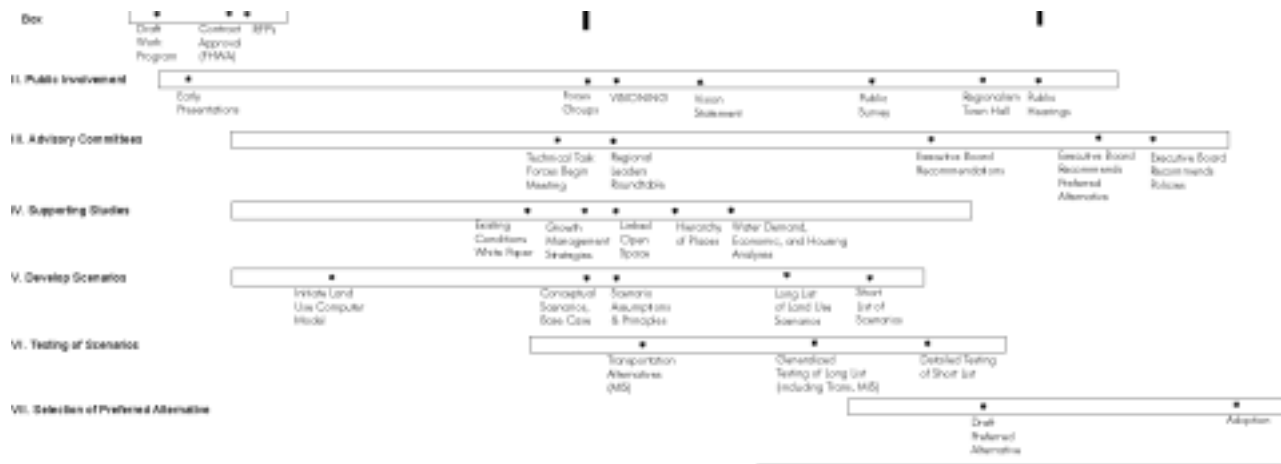 Box
Draft
Work
Program
Contract
Approval
(FHWA)
RFPs
II. Public Involvement
Early
Presentations
Focus
Groups
VISIONING
Vision
Statement
Public
Survey
Regionalism
Town Hall
Public
Hearings
III. Advisory Committees
Technical Task
Forces Begin
Meeting
Regional
Leaders
Roundtable
Executive Board
Recommendations
Executive Board
Recommends
Preferred
Alternative
Executive Board
Recommends
Policies
IV. Supporting Studies
Existing
Conditions
White Paper
Growth
Management
Strategies
Linked
Open
Space
Hierarchy
of Places
Water Demand,
Economic, and Housing
Analyses
V. Develop Scenarios
Initiate Land
Use Computer
Model
Conceptual
Scenarios,
Base Case
Scenario
Assumptions
& Principles
Long List
of Land Use
Scenarios
Short
List of
Scenarios
VI. Testing of Scenarios
Transportation
Alternatives
(MIS)
Generalized
Testing of Long List
(including Trans. MIS)
Detailed Testing
of Short List
VII. Selection of Preferred Alternative
Draft
Preferred
Alternative
Adoption